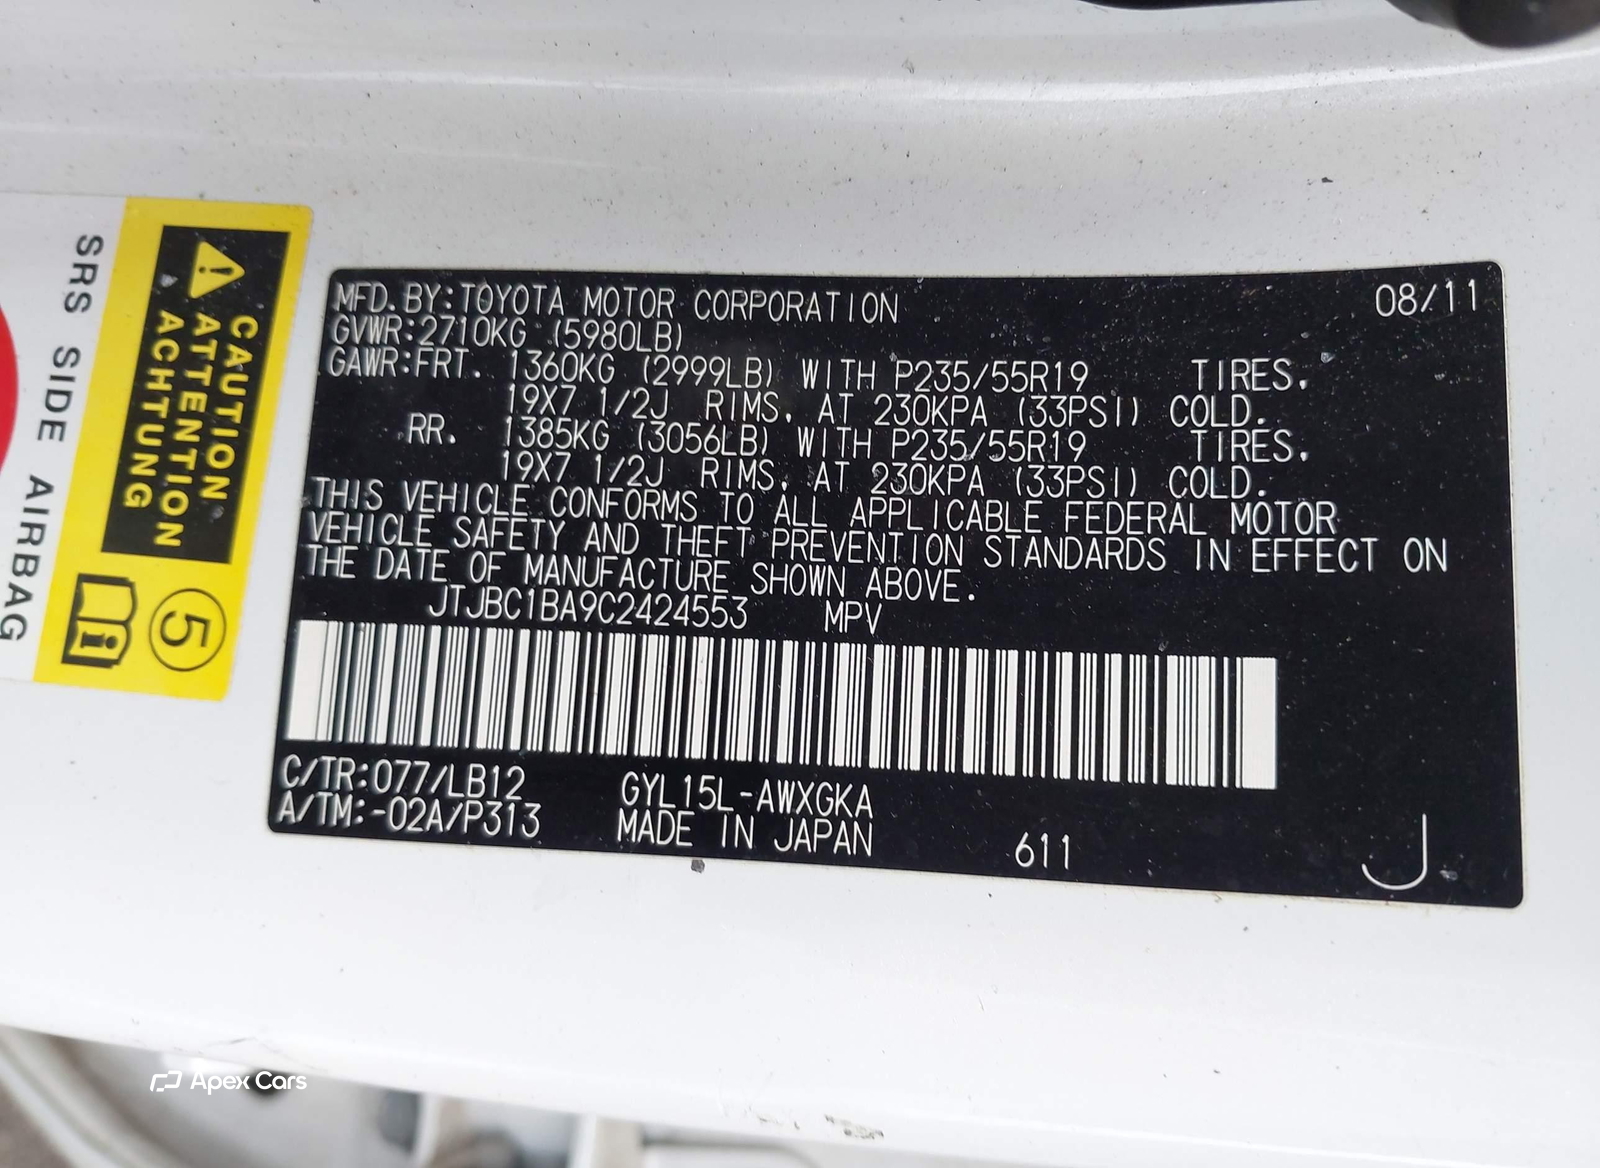 MFD. BY: TOYOTA MOTOR CORPORATION 08/11
GVWR: 2710KG (5980LB)
GAWR: FRT. 1360KG (2999LB) WITH P235/55R19 TIRES,
19X7 1/2J RIMS, AT 230KPA (33PSI) COLD.
RR. 1385KG (3056LB) WITH P235/55R19 TIRES,
19X7 1/2J RIMS, AT 230KPA (33PSI) COLD.
THIS VEHICLE CONFORMS TO ALL APPLICABLE FEDERAL MOTOR
VEHICLE SAFETY AND THEFT PREVENTION STANDARDS IN EFFECT ON
THE DATE OF MANUFACTURE SHOWN ABOVE.
JTJBC1BA9C2424553 MPV
C/TR: 077/LB12 GYL15L-AWXGKA
A/TM: -02A/P313 MADE IN JAPAN 611
J
CAUTION
ATTENTION
ACHTUNG
5
i
SRS SIDE AIRBAG
Apex Cars